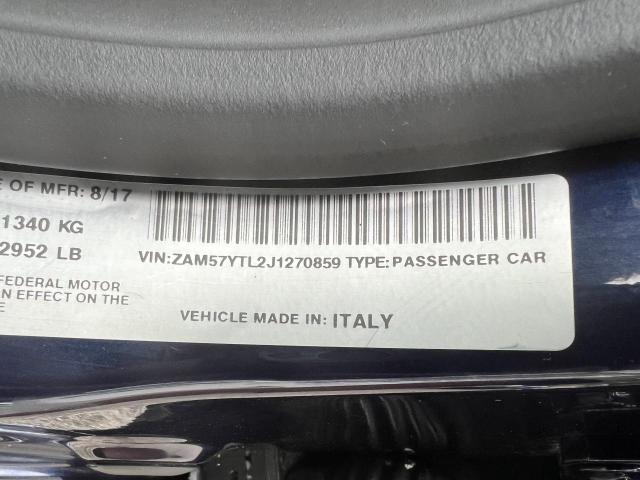 E OF MFR: 8/17
1340 KG
2952 LB
VIN:ZAM57YTL2J1270859 TYPE:PASSENGER CAR
FEDERAL MOTOR
N EFFECT ON THE
E
VEHICLE MADE IN: ITALY